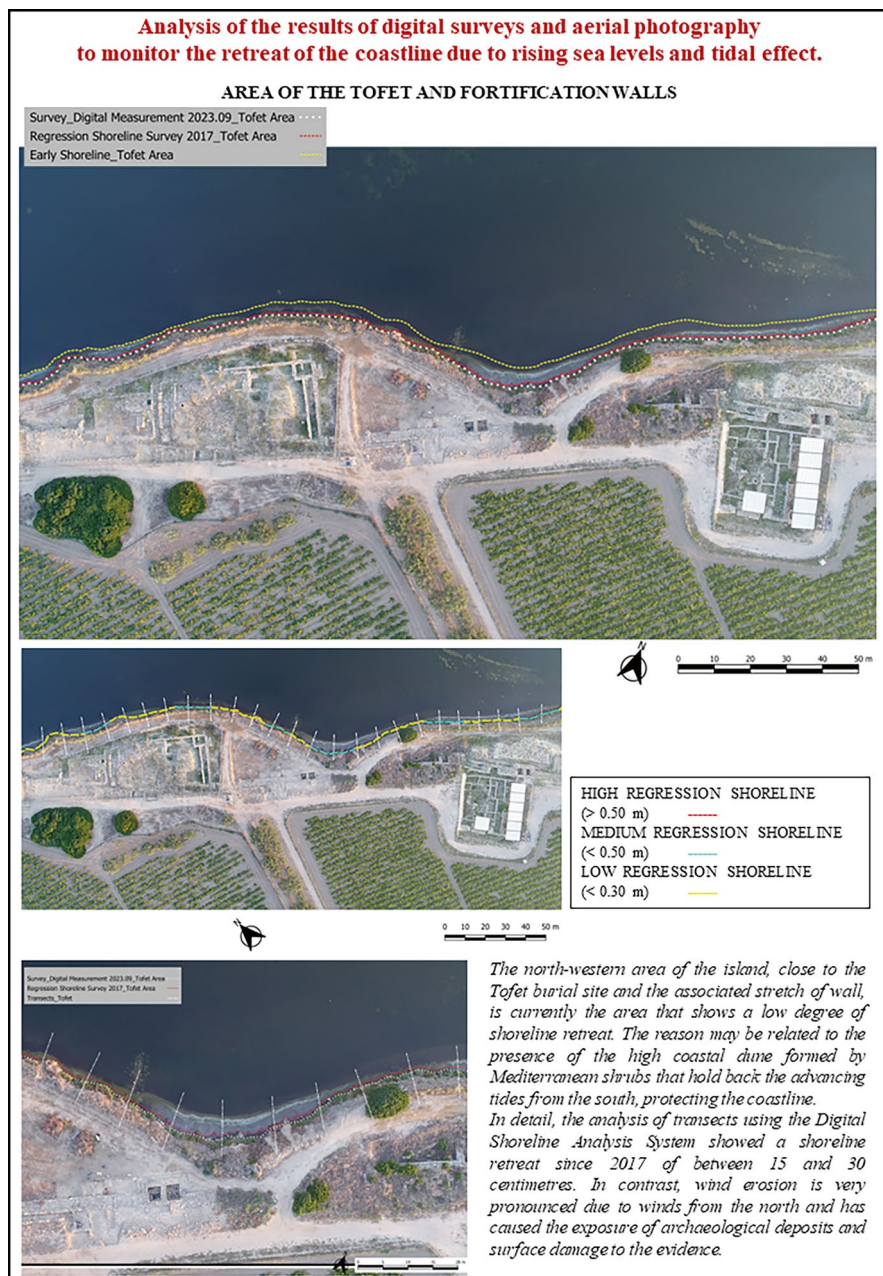 Analysis of the results of digital surveys and aerial photography
to monitor the retreat of the coastline due to rising sea levels and tidal effect.
AREA OF THE TOFET AND FORTIFICATION WALLS
Survey_Digital Measurement 2023.09_Tofet Area
Regression Shoreline Survey 2017_Tofet Area
Early Shoreline_Tofet Area
N
0 10 20 30 40 50 m
HIGH REGRESSION SHORELINE
(> 0.50 m)
MEDIUM REGRESSION SHORELINE
(< 0.50 m)
LOW REGRESSION SHORELINE
(< 0.30 m)
N
0 10 20 30 40 50 m
Survey_Digital Measurement 2023.09_Tofet Area
Regression Shoreline Survey 2017_Tofet Area
Transects_Tofet
The north-western area of the island, close to the
Tofet burial site and the associated stretch of wall,
is currently the area that shows a low degree of
shoreline retreat. The reason may be related to the
presence of the high coastal dune formed by
Mediterranean shrubs that hold back the advancing
tides from the south, protecting the coastline.
In detail, the analysis of transects using the Digital
Shoreline Analysis System showed a shoreline
retreat since 2017 of between 15 and 30
centimetres. In contrast, wind erosion is very
pronounced due to winds from the north and has
caused the exposure of archaeological deposits and
surface damage to the evidence.